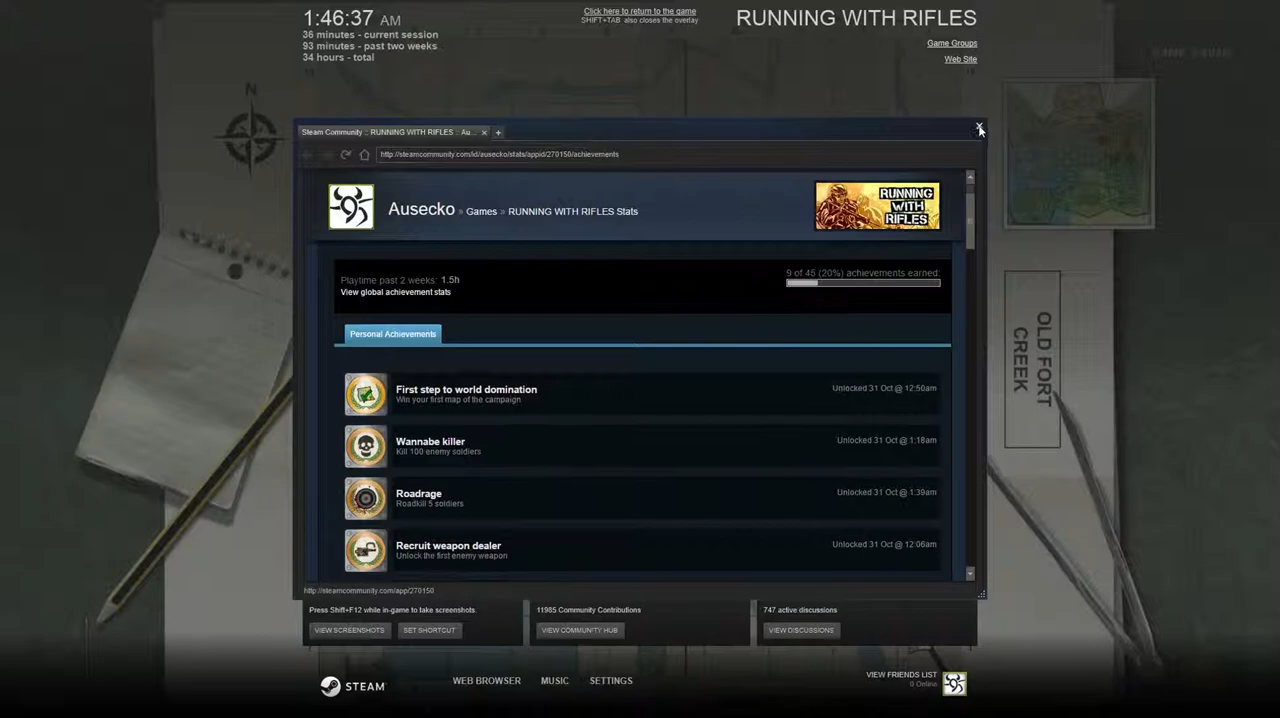 1:46:37 AM
36 minutes - current session
93 minutes - past two weeks
34 hours - total
Click here to return to the game
SHIFT+TAB also closes the overlay
RUNNING WITH RIFLES
Game Groups
Web Site
N
Steam Community :: RUNNING WITH RIFLES :: Au...
http://steamcommunity.com/id/ausecko/stats/appid/270150/achievements
Ausecko » Games » RUNNING WITH RIFLES Stats
RUNNING
WITH
RIFLES
Playtime past 2 weeks: 1.5h
View global achievement stats
9 of 45 (20%) achievements earned:
Personal Achievements
First step to world domination
Win your first map of the campaign
Unlocked 31 Oct @ 12:50am
Wannabe killer
Kill 100 enemy soldiers
Unlocked 31 Oct @ 1:18am
Roadrage
Roadkill 5 soldiers
Unlocked 31 Oct @ 1:39am
Recruit weapon dealer
Unlock the first enemy weapon
Unlocked 31 Oct @ 12:06am
OLD FORT
CREEK
http://steamcommunity.com/app/270150
Press Shift+F12 while in-game to take screenshots.
VIEW SCREENSHOTS
SET SHORTCUT
11985 Community Contributions
VIEW COMMUNITY HUB
747 active discussions
VIEW DISCUSSIONS
STEAM
WEB BROWSER
MUSIC
SETTINGS
VIEW FRIENDS LIST
0 Online